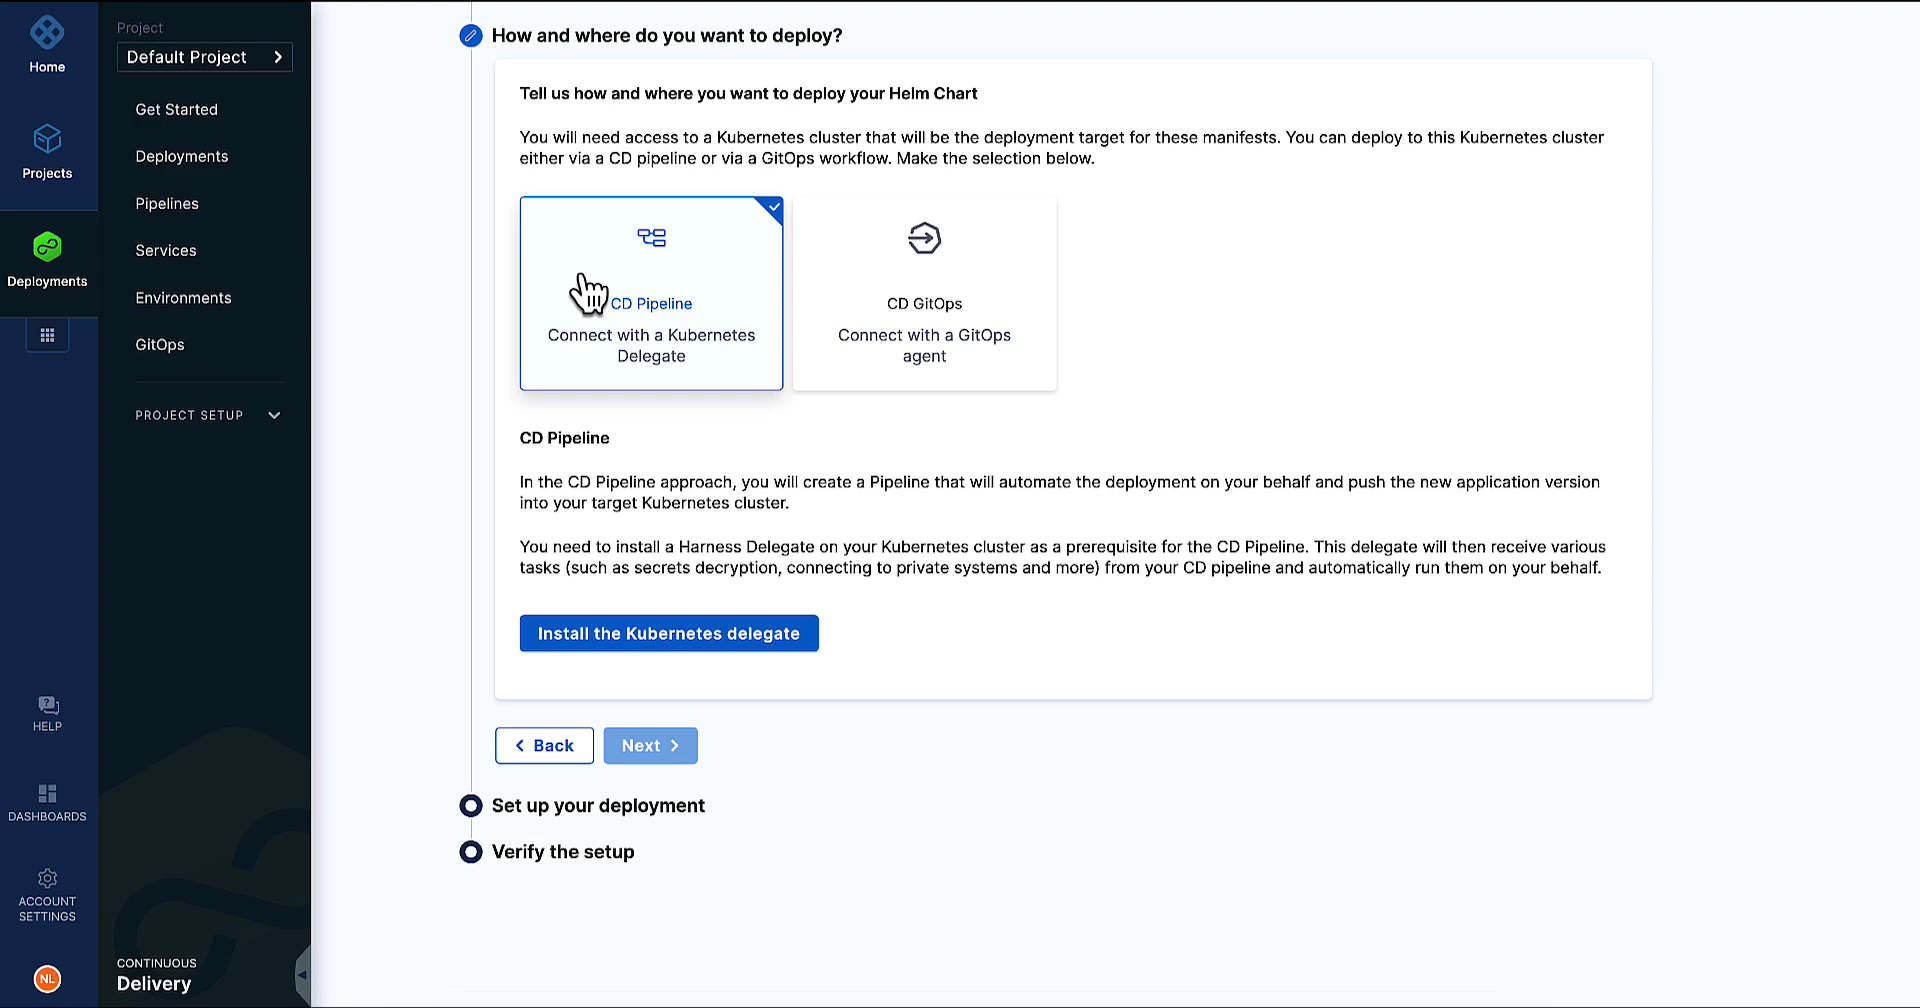 Home
Projects
Deployments
HELP
DASHBOARDS
ACCOUNT
SETTINGS
NL
Project
Default Project
Get Started
Deployments
Pipelines
Services
Environments
GitOps
PROJECT SETUP
CONTINUOUS
Delivery
How and where do you want to deploy?
Tell us how and where you want to deploy your Helm Chart
You will need access to a Kubernetes cluster that will be the deployment target for these manifests. You can deploy to this Kubernetes cluster
either via a CD pipeline or via a GitOps workflow. Make the selection below.
CD Pipeline
Connect with a Kubernetes
Delegate
CD GitOps
Connect with a GitOps
agent
CD Pipeline
In the CD Pipeline approach, you will create a Pipeline that will automate the deployment on your behalf and push the new application version
into your target Kubernetes cluster.
You need to install a Harness Delegate on your Kubernetes cluster as a prerequisite for the CD Pipeline. This delegate will then receive various
tasks (such as secrets decryption, connecting to private systems and more) from your CD pipeline and automatically run them on your behalf.
Install the Kubernetes delegate
Back
Next
Set up your deployment
Verify the setup